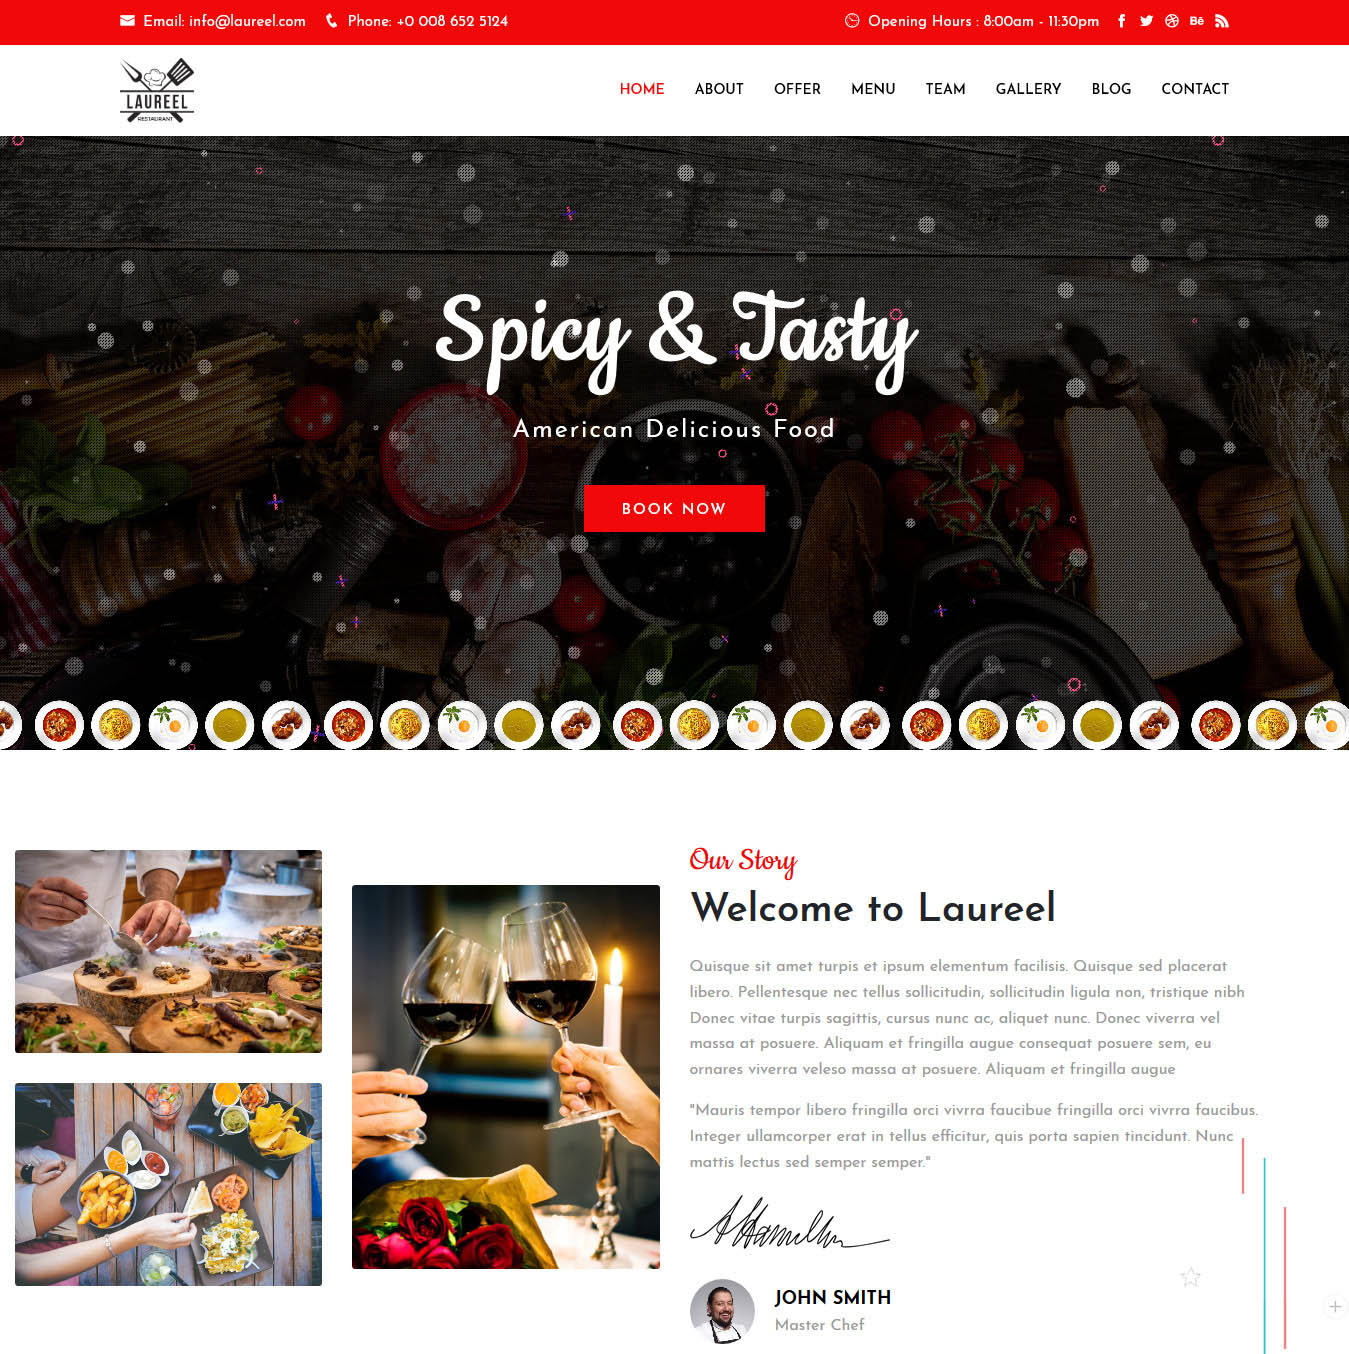 Email: info@laureel.com Phone: +0 008 652 5124 Opening Hours : 8:00am - 11:30pm
LAUREEL
RESTAURANT
HOME ABOUT OFFER MENU TEAM GALLERY BLOG CONTACT
Spicy & Tasty
American Delicious Food
BOOK NOW
Our Story
Welcome to Laureel
Quisque sit amet turpis et ipsum elementum facilisis. Quisque sed placerat
libero. Pellentesque nec tellus sollicitudin, sollicitudin ligula non, tristique nibh
Donec vitae turpis sagittis, cursus nunc ac, aliquet nunc. Donec viverra vel
massa at posuere. Aliquam et fringilla augue consequat posuere sem, eu
ornares viverra veleso massa at posuere. Aliquam et fringilla augue
"Mauris tempor libero fringilla orci vivrra faucibue fringilla orci vivrra faucibus.
Integer ullamcorper erat in tellus efficitur, quis porta sapien tincidunt. Nunc
mattis lectus sed semper semper."
JOHN SMITH
Master Chef